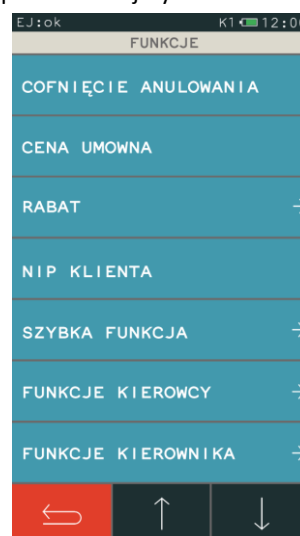 EJ:ok K1 12:0
FUNKCJE
COFNIĘCIE ANULOWANIA
CENA UMOWNA
RABAT
NIP KLIENTA
SZYBKA FUNKCJA
FUNKCJE KIEROWCY
FUNKCJE KIEROWNIKA